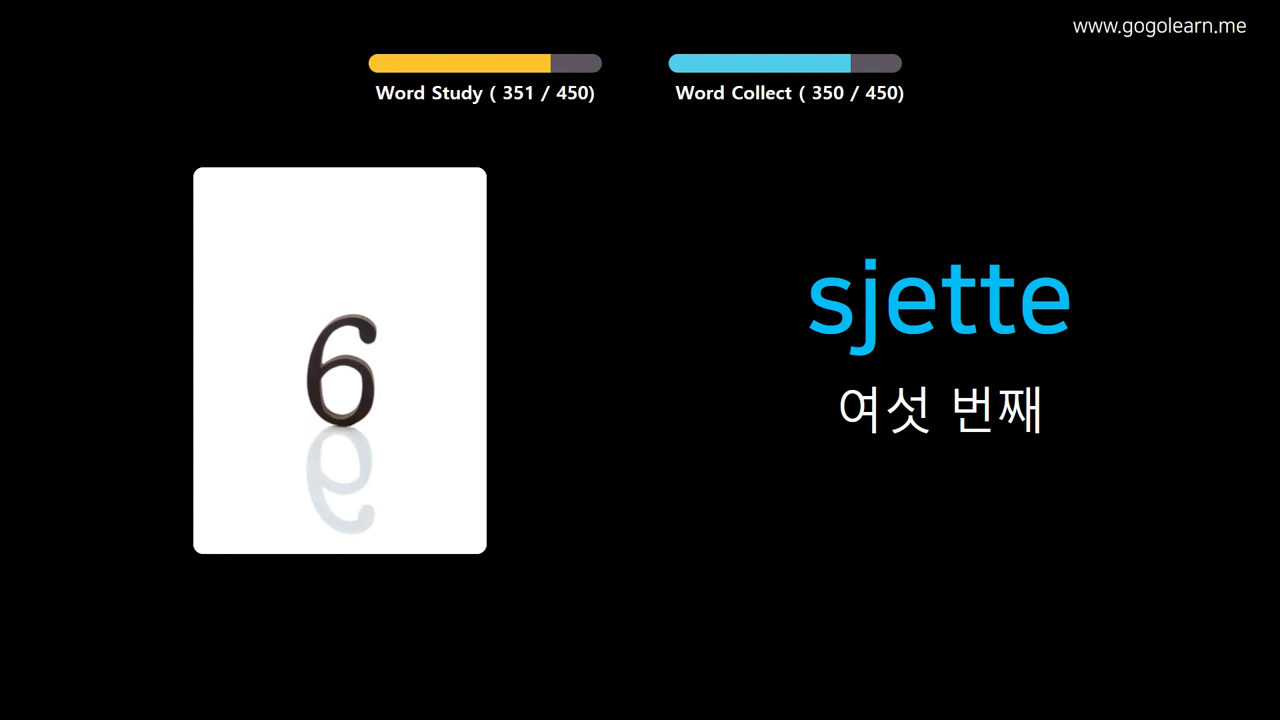 www.gogolearn.me
Word Study ( 351 / 450)
Word Collect ( 350 / 450)
6
sjette
여섯 번째